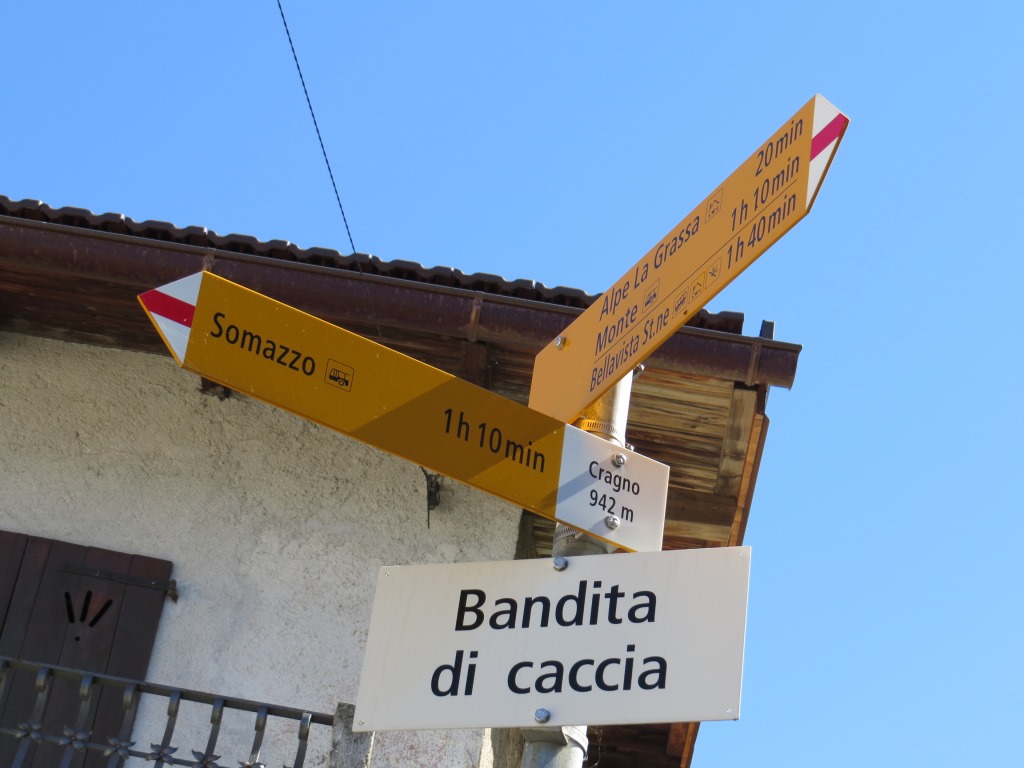 Alpe La Grassa 20min
Monte 1h 10min
Bellavista St.ne 1h 40min
Somazzo 1h 10min
Cragno
942 m
Bandita
di caccia